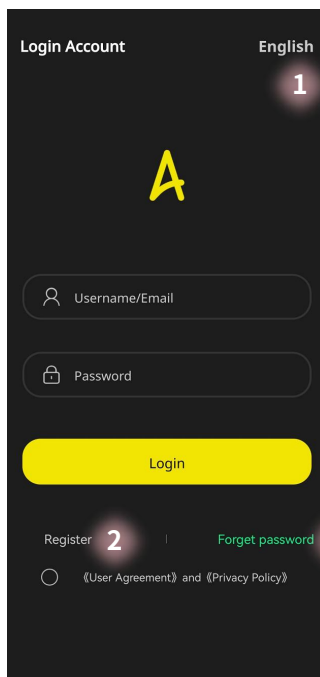 Login Account English
1
Username/Email
Password
Login
Register 2 Forget password
《User Agreement》 and 《Privacy Policy》